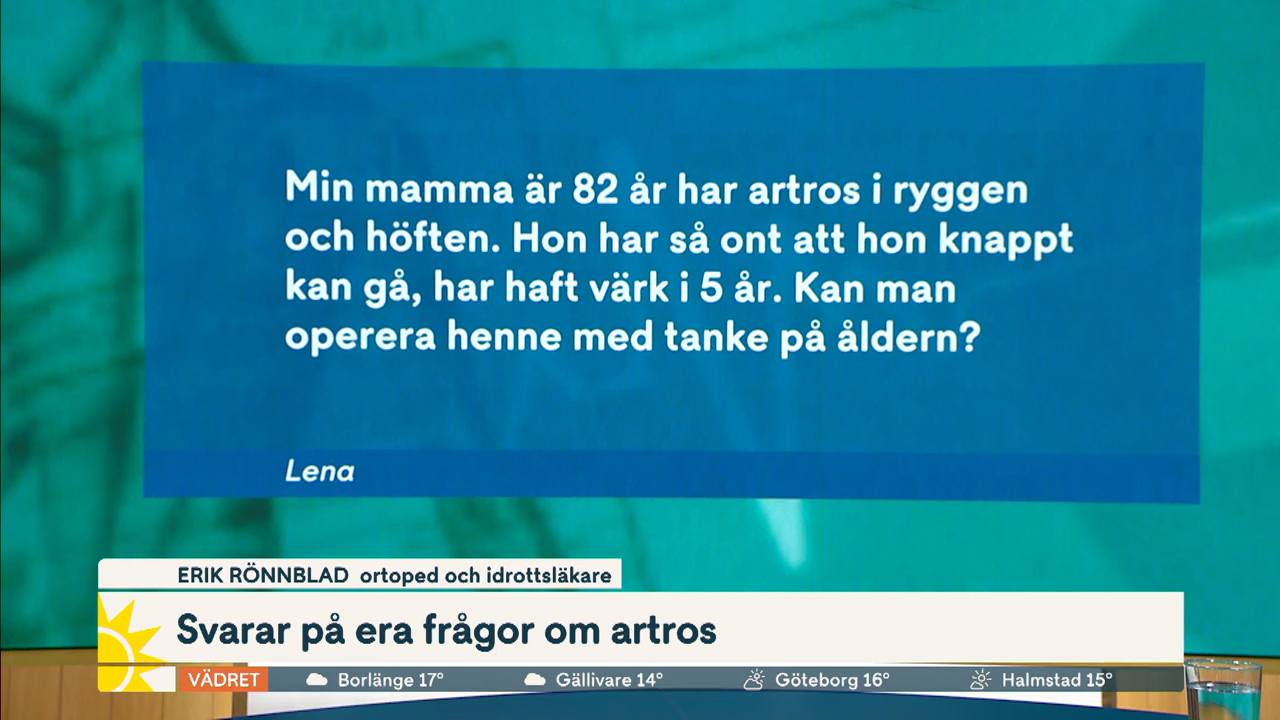 Min mamma är 82 år har artros i ryggen
och höften. Hon har så ont att hon knappt
kan gå, har haft värk i 5 år. Kan man
operera henne med tanke på åldern?
Lena
ERIK RÖNNBLAD ortoped och idrottsläkare
Svarar på era frågor om artros
VÄDRET Borlänge 17° Gällivare 14° Göteborg 16° Halmstad 15°